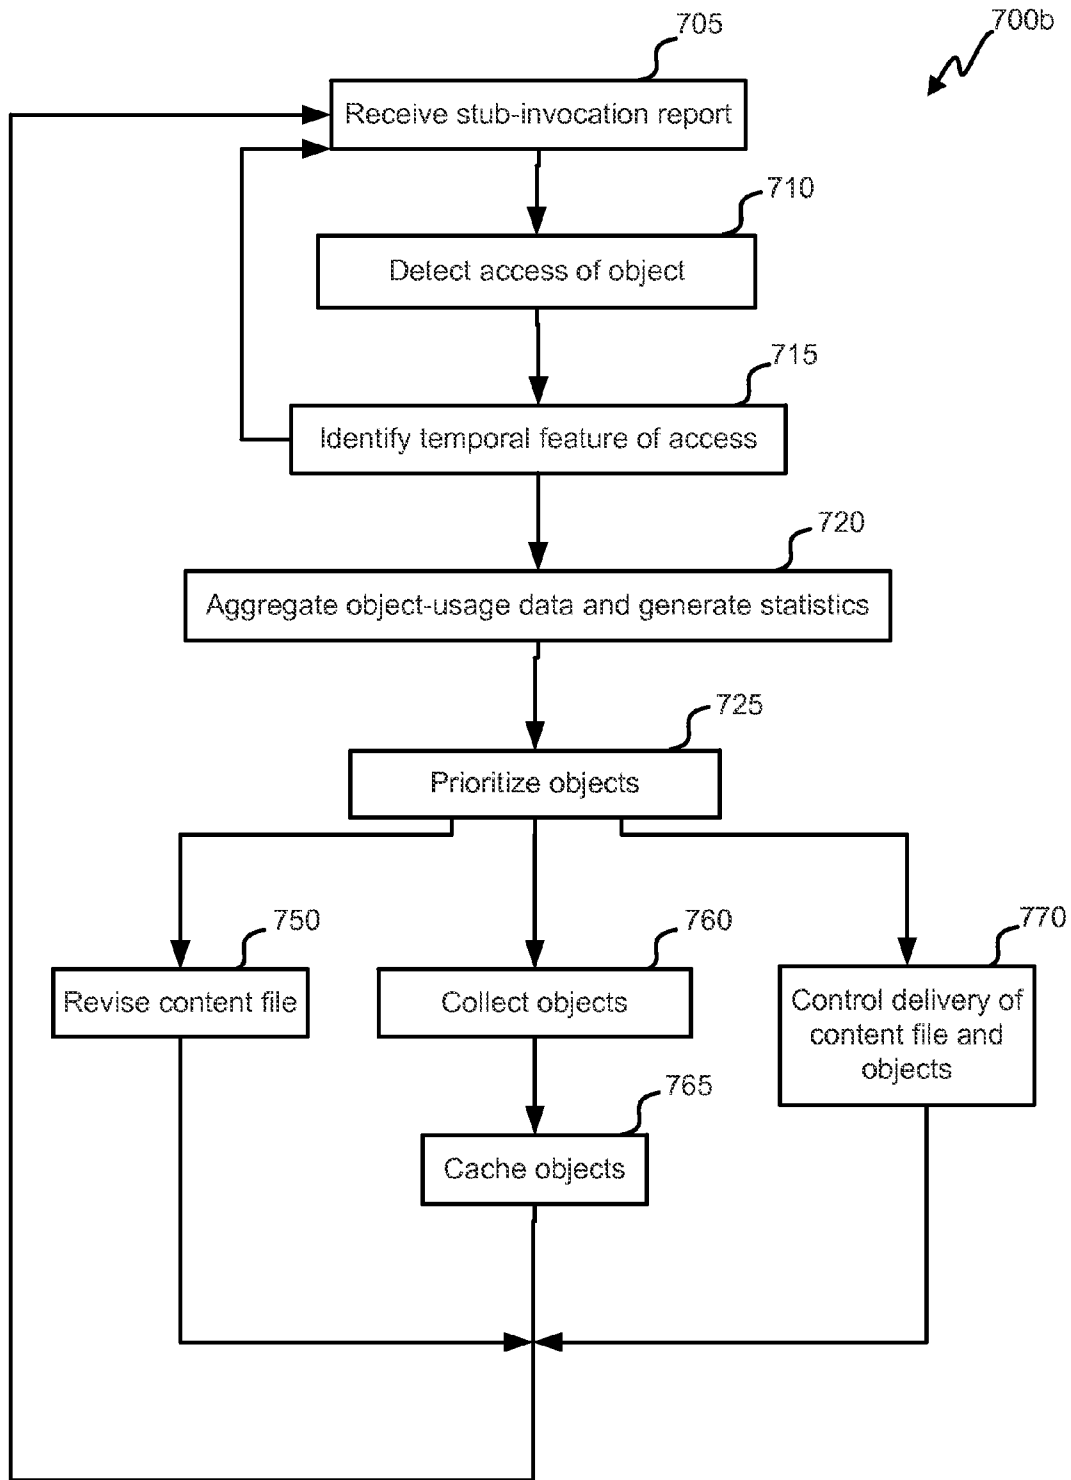 700b
705
Receive stub-invocation report
710
Detect access of object
715
Identify temporal feature of access
720
Aggregate object-usage data and generate statistics
725
Prioritize objects
750
Revise content file
760
Collect objects
770
Control delivery of
content file and
objects
765
Cache objects